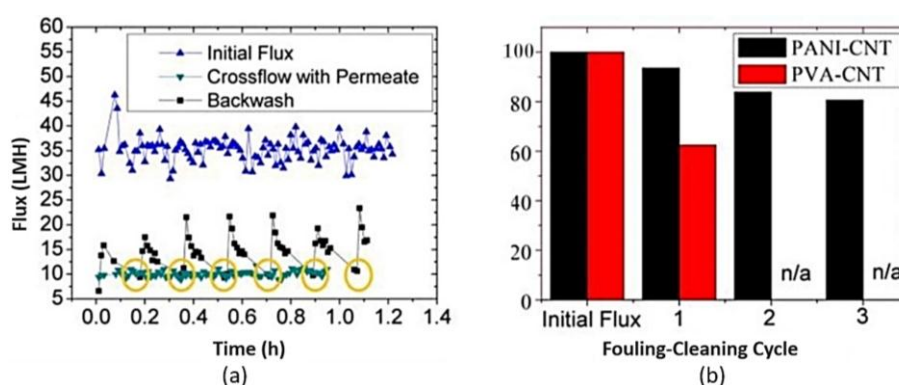 60
55
50
45
40
35
30
25
20
15
10
5
Flux (LMH)
Initial Flux
Crossflow with Permeate
Backwash
0.0 0.2 0.4 0.6 0.8 1.0 1.2 1.4
Time (h)
(a)
100
80
60
40
20
0
PANI-CNT
PVA-CNT
n/a
n/a
Initial Flux 1 2 3
Fouling-Cleaning Cycle
(b)